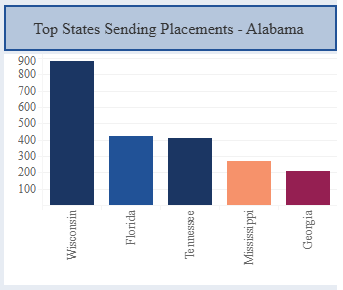 Top States Sending Placements - Alabama
900
800
700
600
500
400
300
200
100
Wisconsin
Florida
Tennessee
Mississippi
Georgia